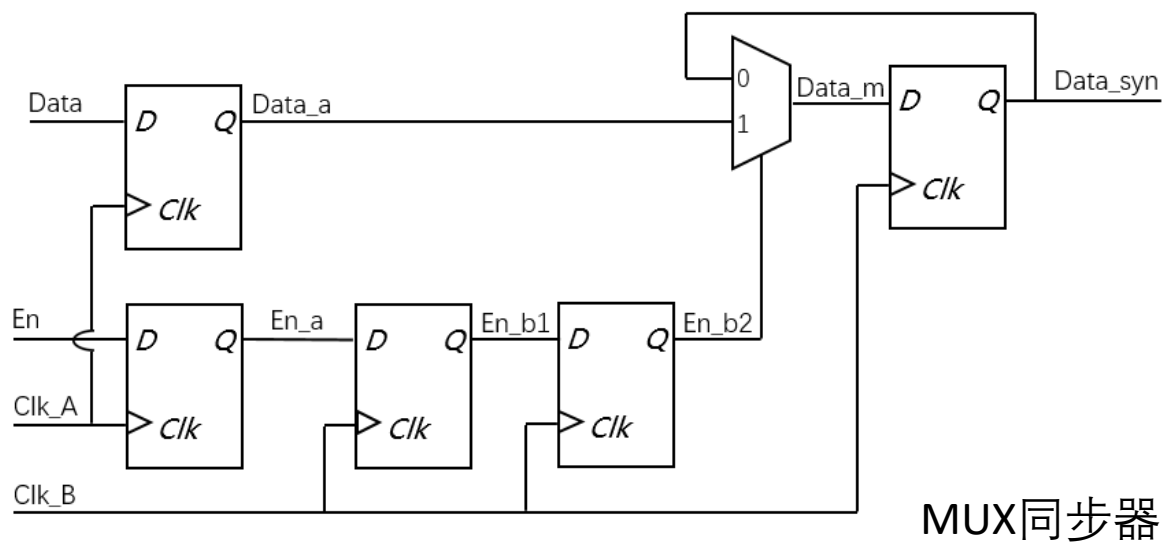 0
Data
Data_a
1
Data_m
Data_syn
D
Q
Clk
D
Q
Clk
En
En_a
En_b1
En_b2
D
Q
D
Q
D
Q
Clk_A
Clk
Clk
Clk
Clk_B
MUX同步器